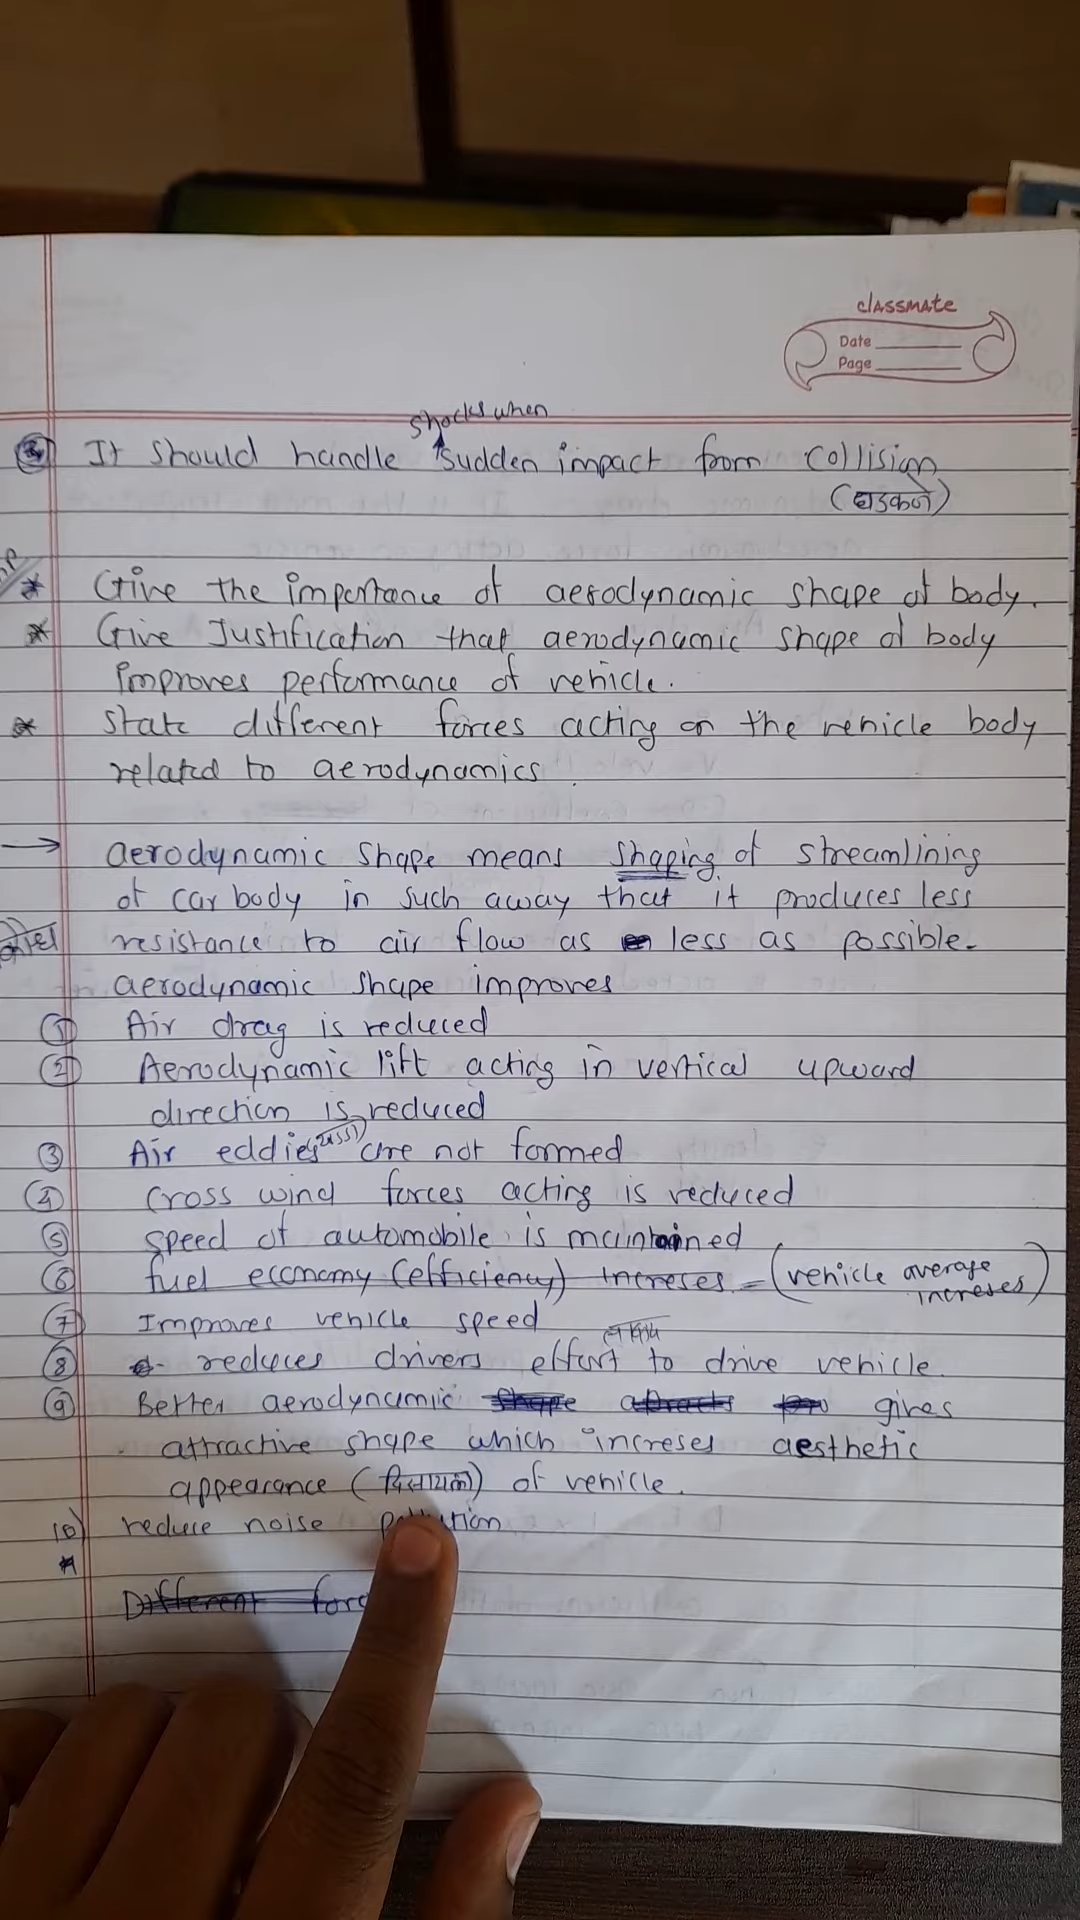 classmate
Date
Page
shocks when
③ It should handle sudden impact from collision
(धडकने)
* Give the importance of aerodynamic shape of body.
* Give Justification that aerodynamic shape of body
improves performance of vehicle.
* State different forces acting on the vehicle body
related to aerodynamics.
→ aerodynamic shape means shaping of streamlining
of car body in such away that it produces less
resistance to air flow as less as possible.
aerodynamic shape improves
① Air drag is reduced
② Aerodynamic lift acting in vertical upward
direction is reduced
③ Air eddies are not formed
④ cross wind forces acting is reduced
⑤ speed of automobile is maintained
⑥ fuel economy (efficiency) increses = (vehicle average
increses)
⑦ Improves vehicle speed
⑧ reduces drivers effort to drive vehicle.
⑨ Better aerodynamic shape gives
attractive shape which increses aesthetic
appearance of vehicle.
10) reduce noise pollution
*
Different forc